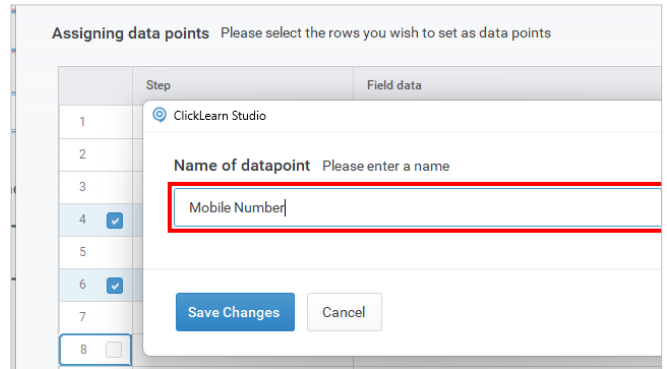 Assigning data points Please select the rows you wish to set as data points
Step Field data
1
ClickLearn Studio
2
Name of datapoint Please enter a name
3
Mobile Number
4
5
6
Save Changes Cancel
7
8